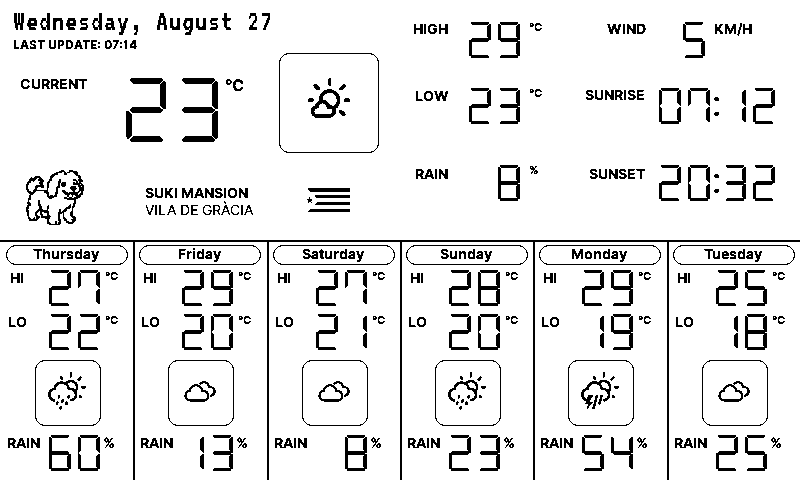 Wednesday, August 27
LAST UPDATE: 07:14
CURRENT 23 °C
HIGH 29 °C
LOW 23 °C
RAIN 8 %
WIND 5 KM/H
SUNRISE 07:12
SUNSET 20:32
SUKI MANSION
VILA DE GRÀCIA
Thursday
HI 27 °C
LO 22 °C
RAIN 60 %
Friday
HI 29 °C
LO 20 °C
RAIN 13 %
Saturday
HI 27 °C
LO 21 °C
RAIN 8 %
Sunday
HI 28 °C
LO 20 °C
RAIN 23 %
Monday
HI 29 °C
LO 19 °C
RAIN 54 %
Tuesday
HI 25 °C
LO 18 °C
RAIN 25 %